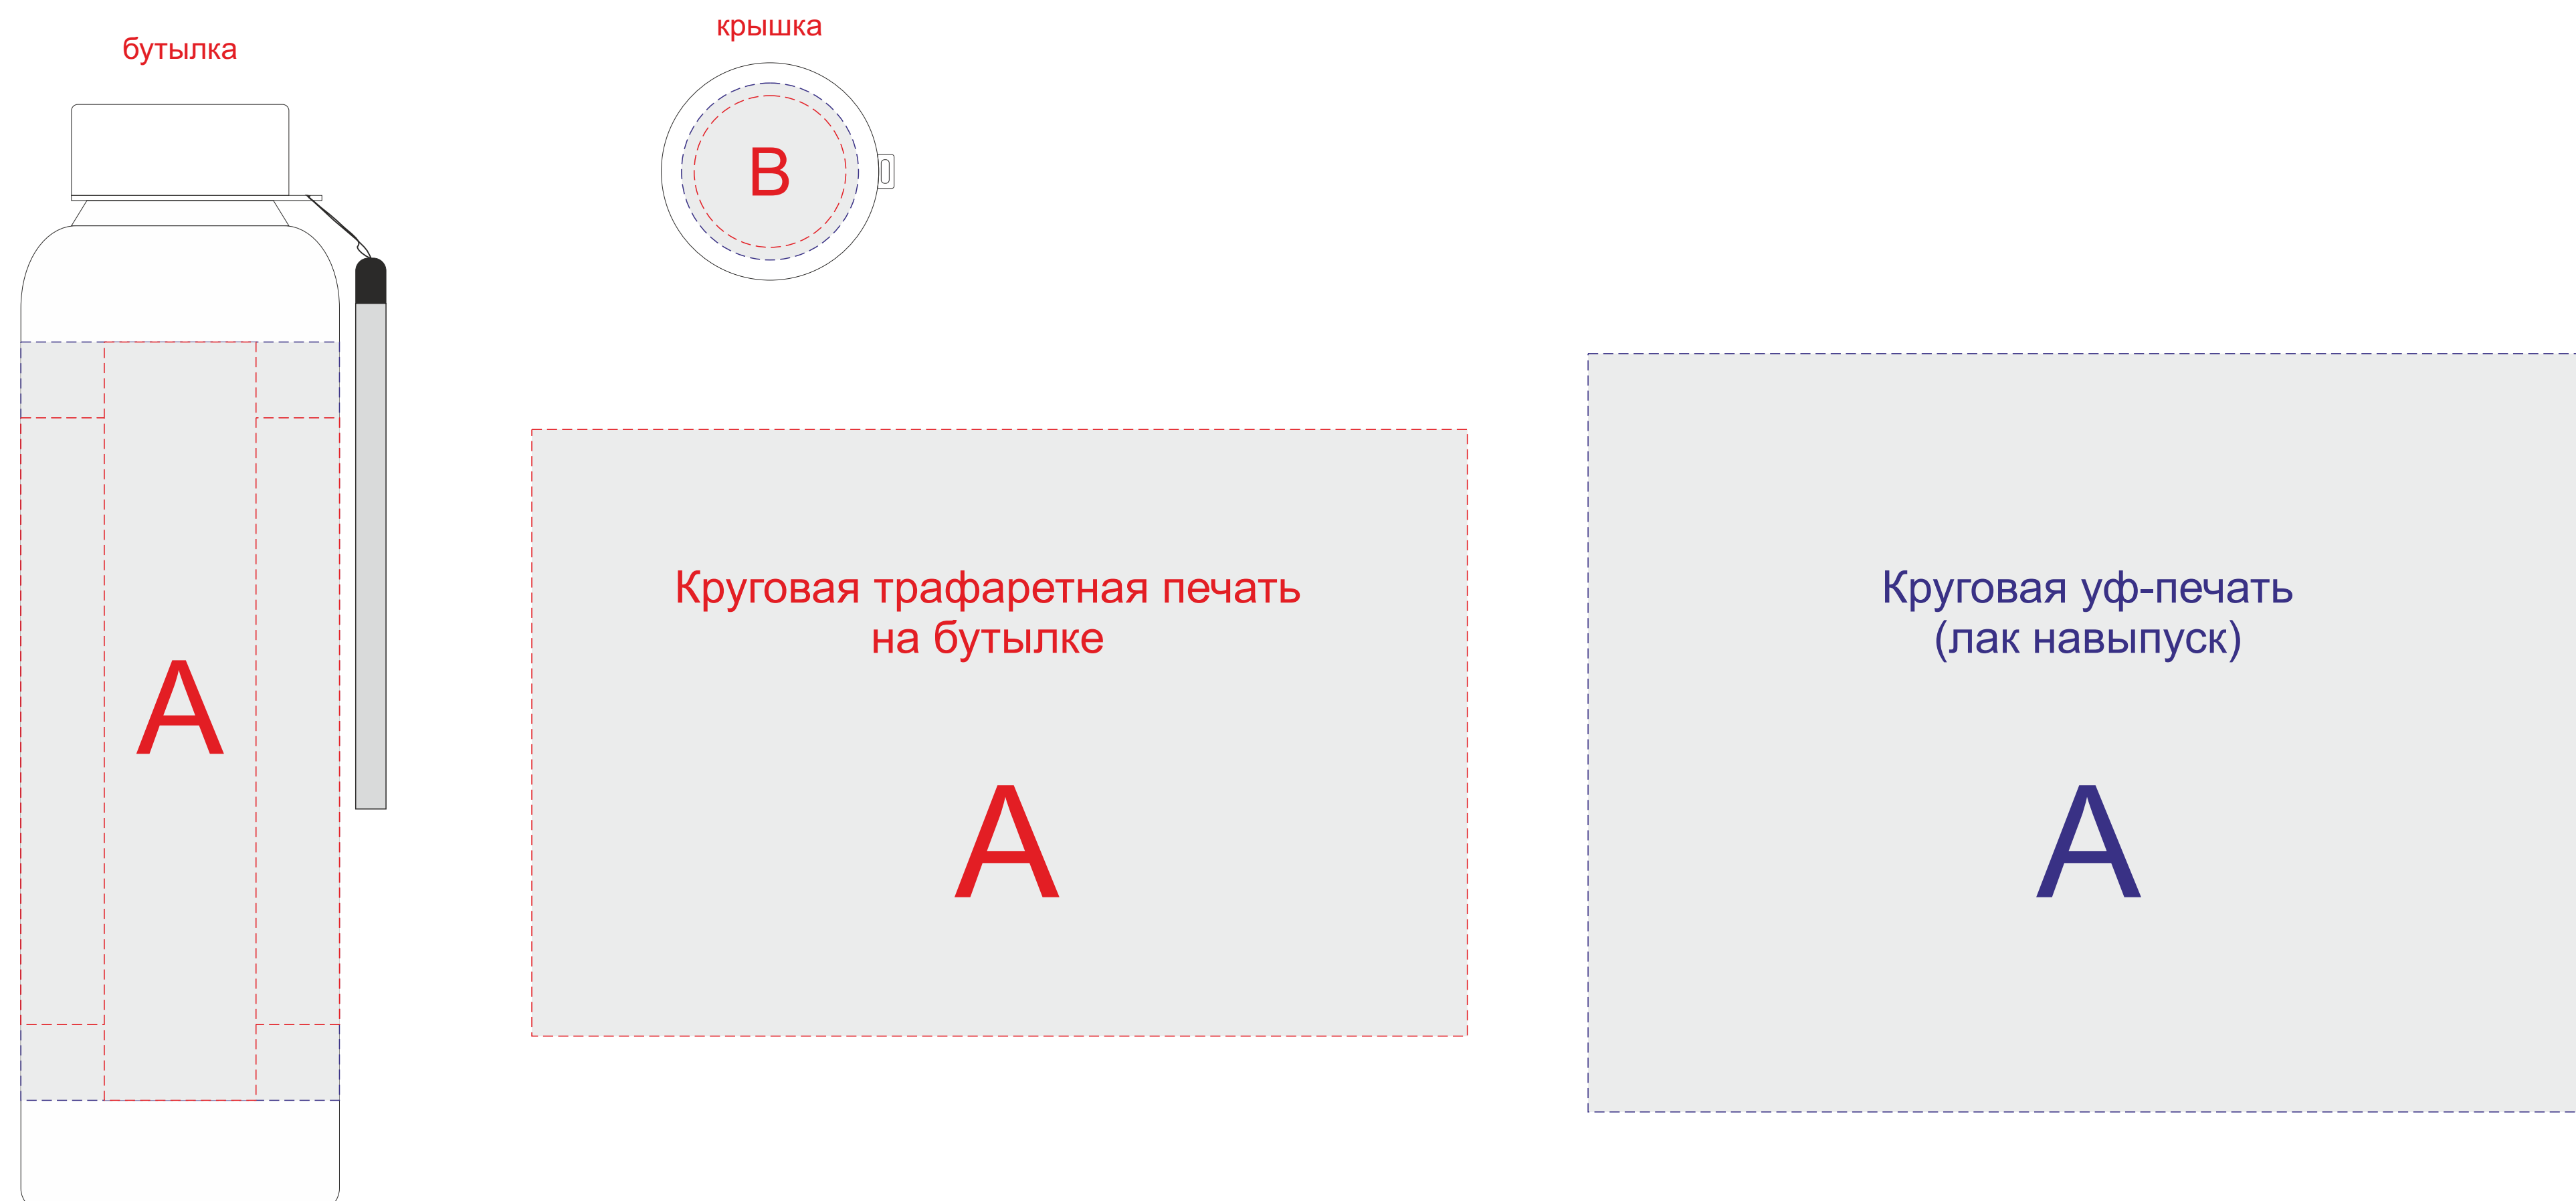 бутылка
крышка
B
A
Круговая трафаретная печать
на бутылке
A
Круговая уф-печать
(лак навыпуск)
A